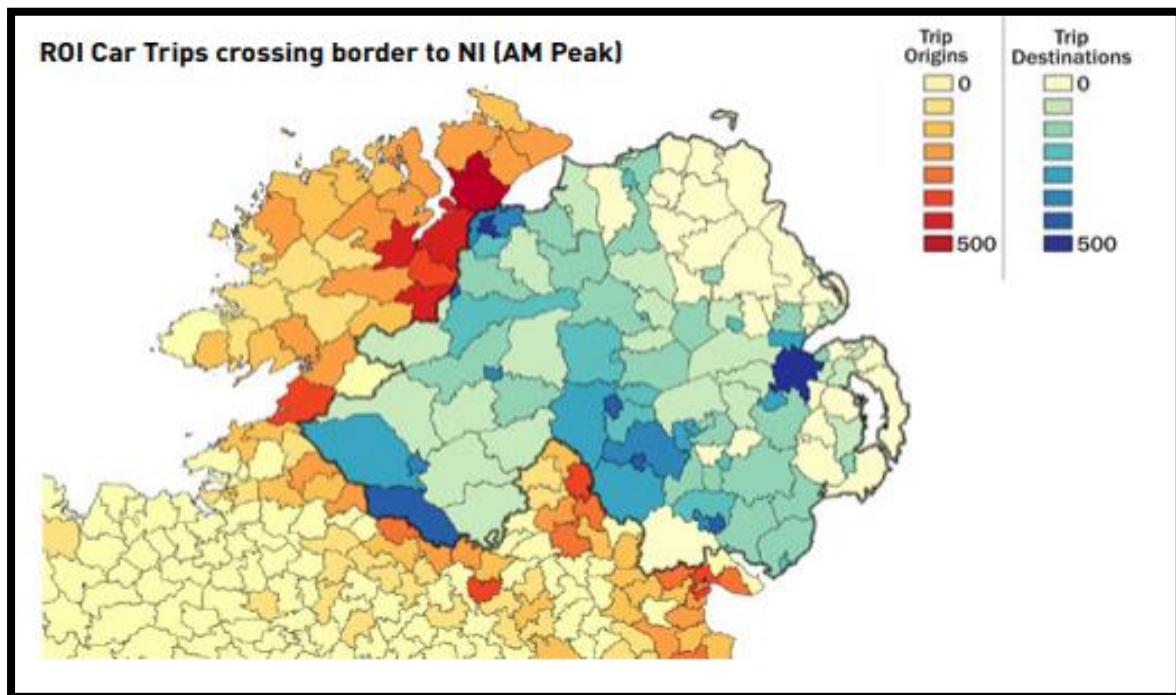 ROI Car Trips crossing border to NI (AM Peak)
Trip Origins
0
500
Trip Destinations
0
500